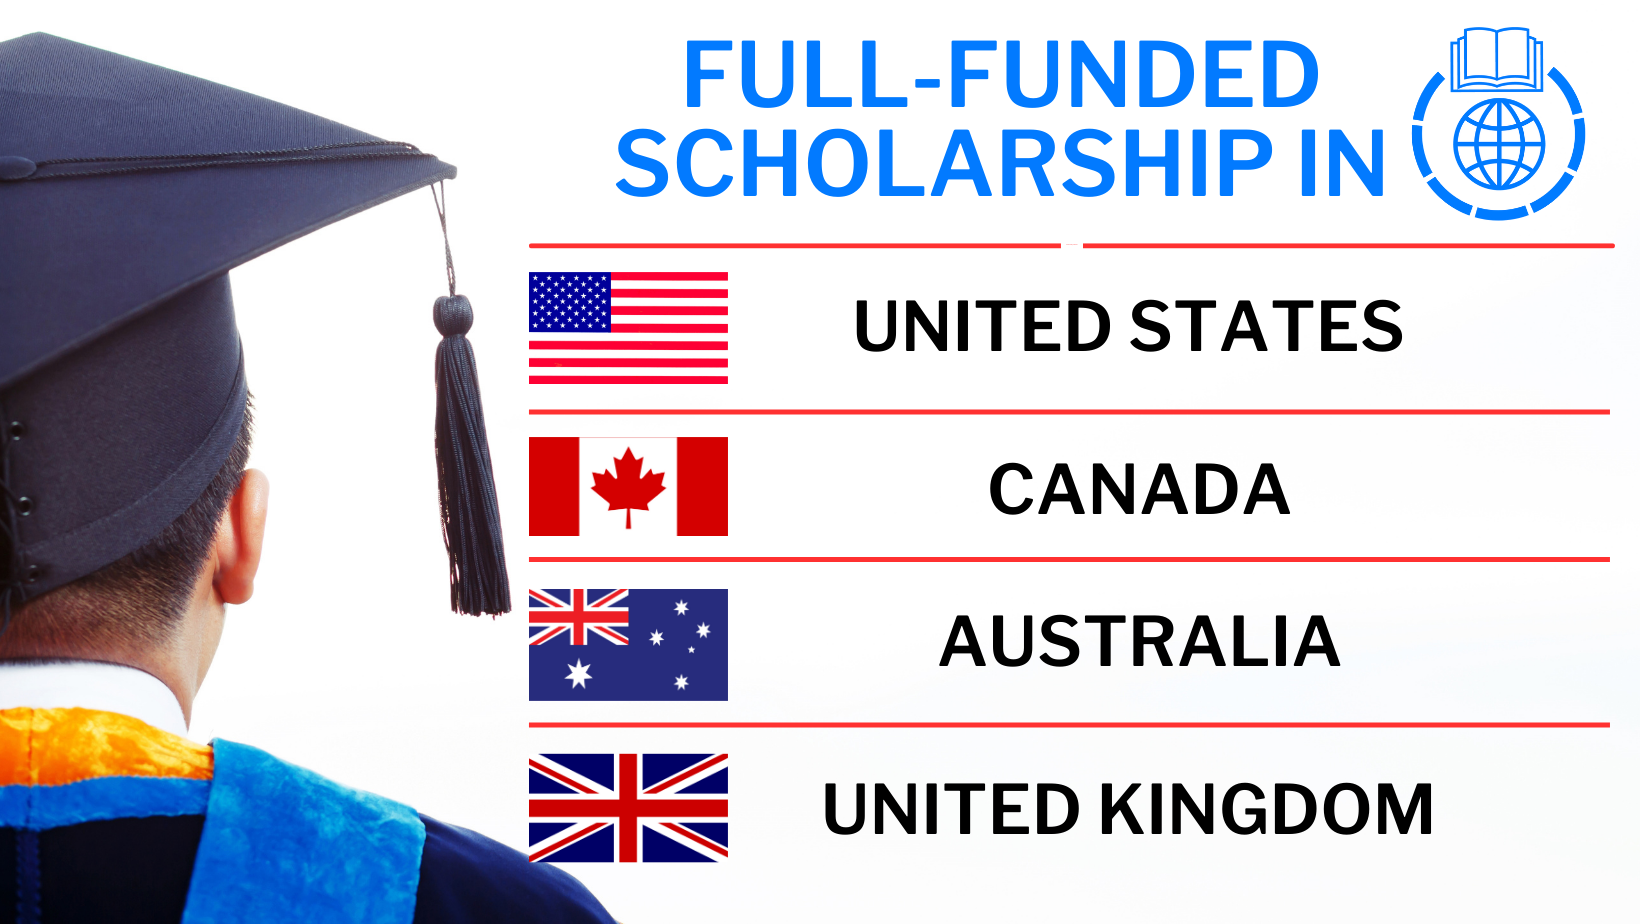 FULL-FUNDED
SCHOLARSHIP IN
UNITED STATES
CANADA
AUSTRALIA
UNITED KINGDOM